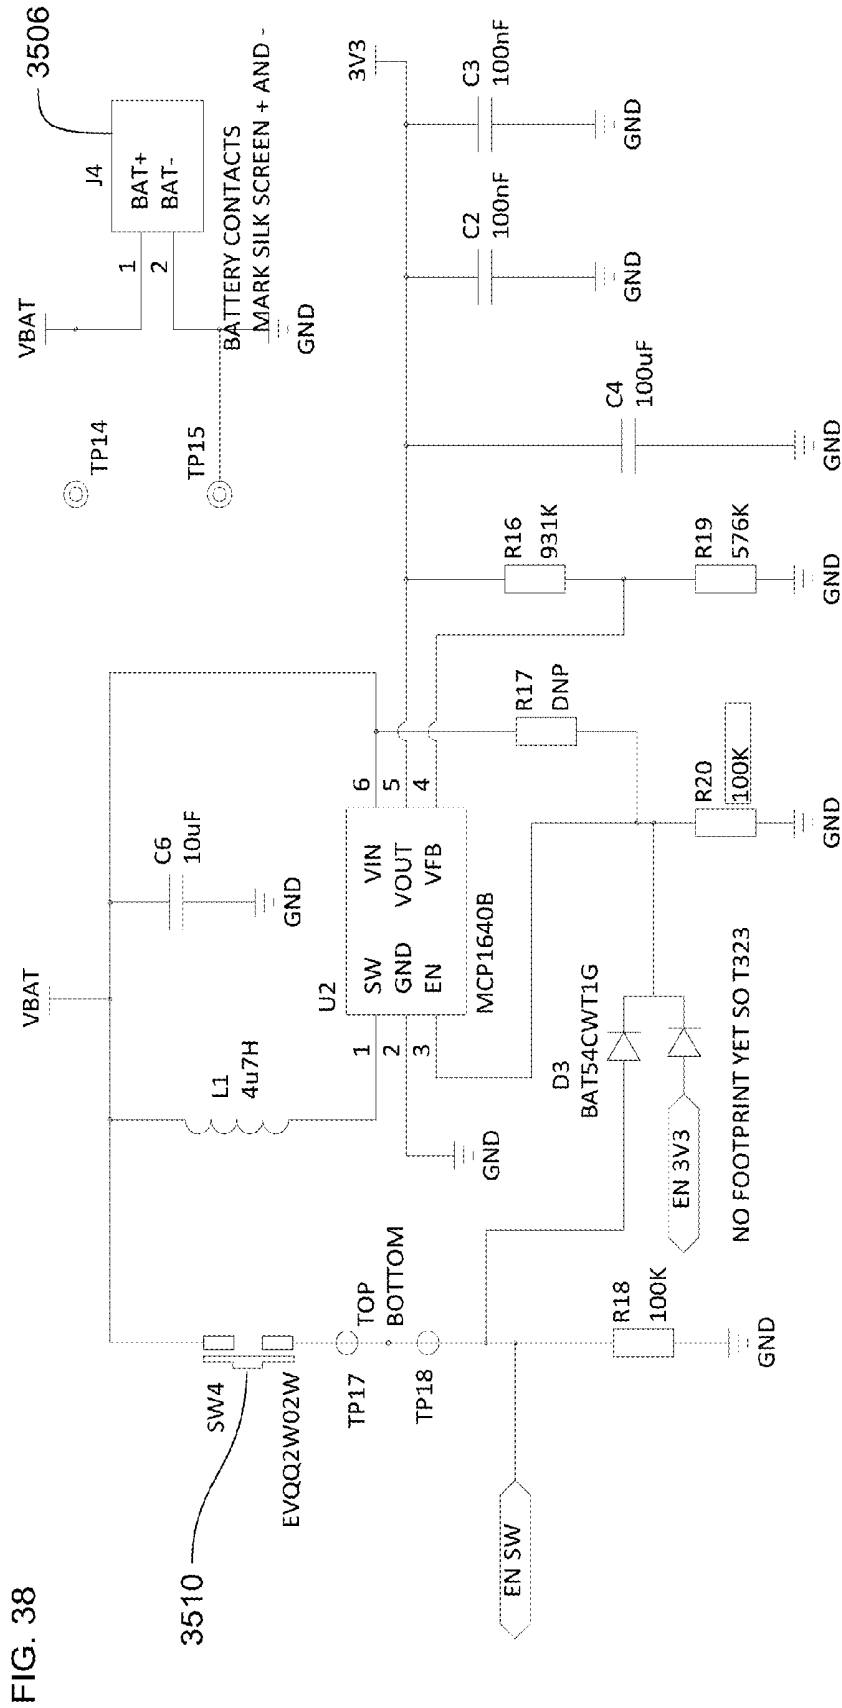 FIG. 38
3510
SW4
EVQQ2W02W
TP17
TOP
BOTTOM
TP18
EN SW
R18
100K
GND
VBAT
L1
4u7H
C6
10uF
GND
U2
1
2
3
SW
GND
EN
VIN
VOUT
VFB
6
5
4
MCP1640B
GND
D3
BAT54CWT1G
EN 3V3
NO FOOTPRINT YET SO T323
R17
DNP
R20
100K
GND
R16
931K
R19
576K
GND
C4
100uF
GND
C2
100nF
GND
C3
100nF
GND
3V3
TP14
TP15
VBAT
1
2
J4
BAT+
BAT-
3506
BATTERY CONTACTS
MARK SILK SCREEN + AND -
GND